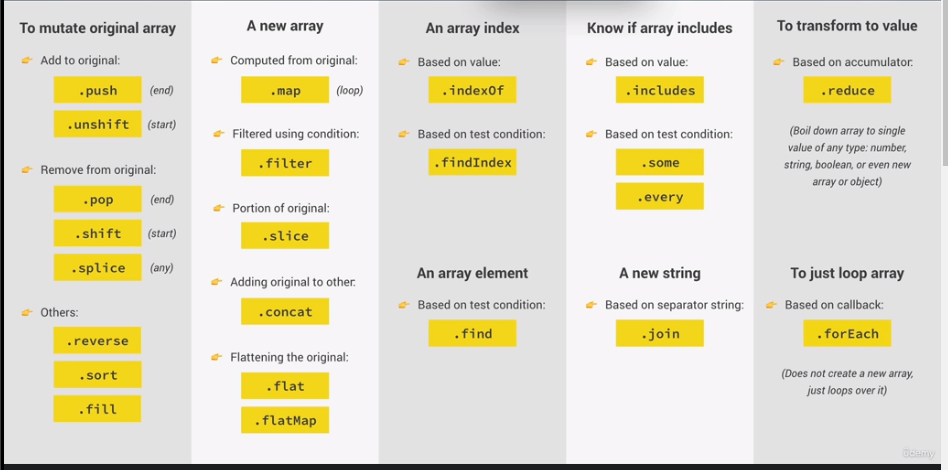 To mutate original array
Add to original:
.push (end)
.unshift (start)
Remove from original:
.pop (end)
.shift (start)
.splice (any)
Others:
.reverse
.sort
.fill
A new array
Computed from original:
.map (loop)
Filtered using condition:
.filter
Portion of original:
.slice
Adding original to other:
.concat
Flattening the original:
.flat
.flatMap
An array index
Based on value:
.indexOf
Based on test condition:
.findIndex
An array element
Based on test condition:
.find
Know if array includes
Based on value:
.includes
Based on test condition:
.some
.every
A new string
Based on separator string:
.join
To transform to value
Based on accumulator:
.reduce
(Boil down array to single
value of any type: number,
string, boolean, or even new
array or object)
To just loop array
Based on callback:
.forEach
(Does not create a new array,
just loops over it)
ûdemy